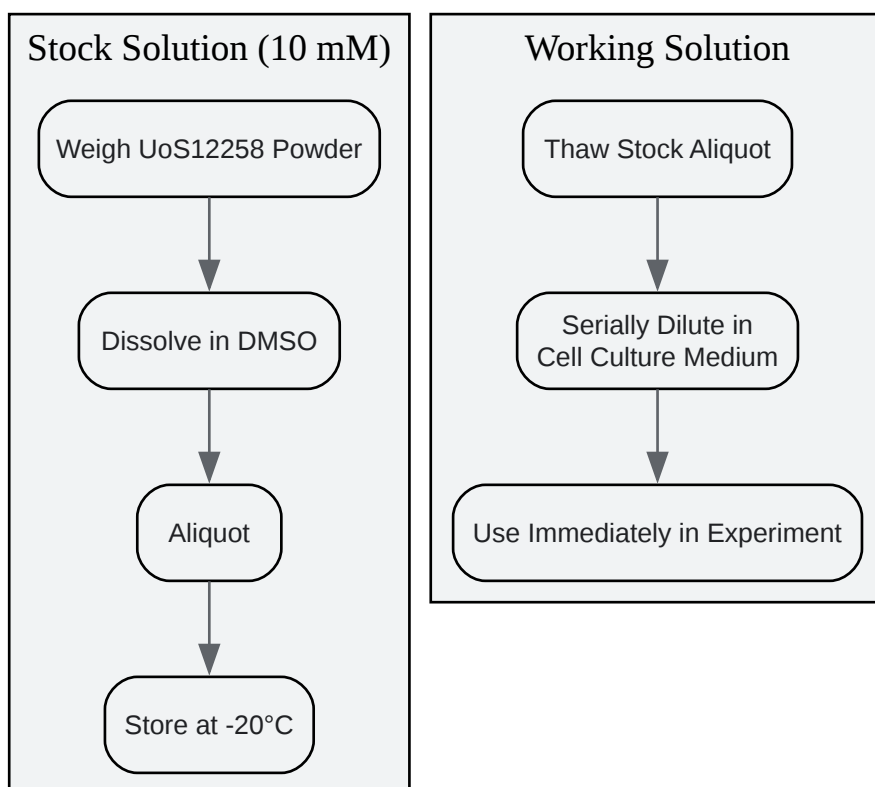 Stock Solution (10 mM)
Weigh UoS12258 Powder
Dissolve in DMSO
Aliquot
Store at -20°C
Working Solution
Thaw Stock Aliquot
Serially Dilute in
Cell Culture Medium
Use Immediately in Experiment